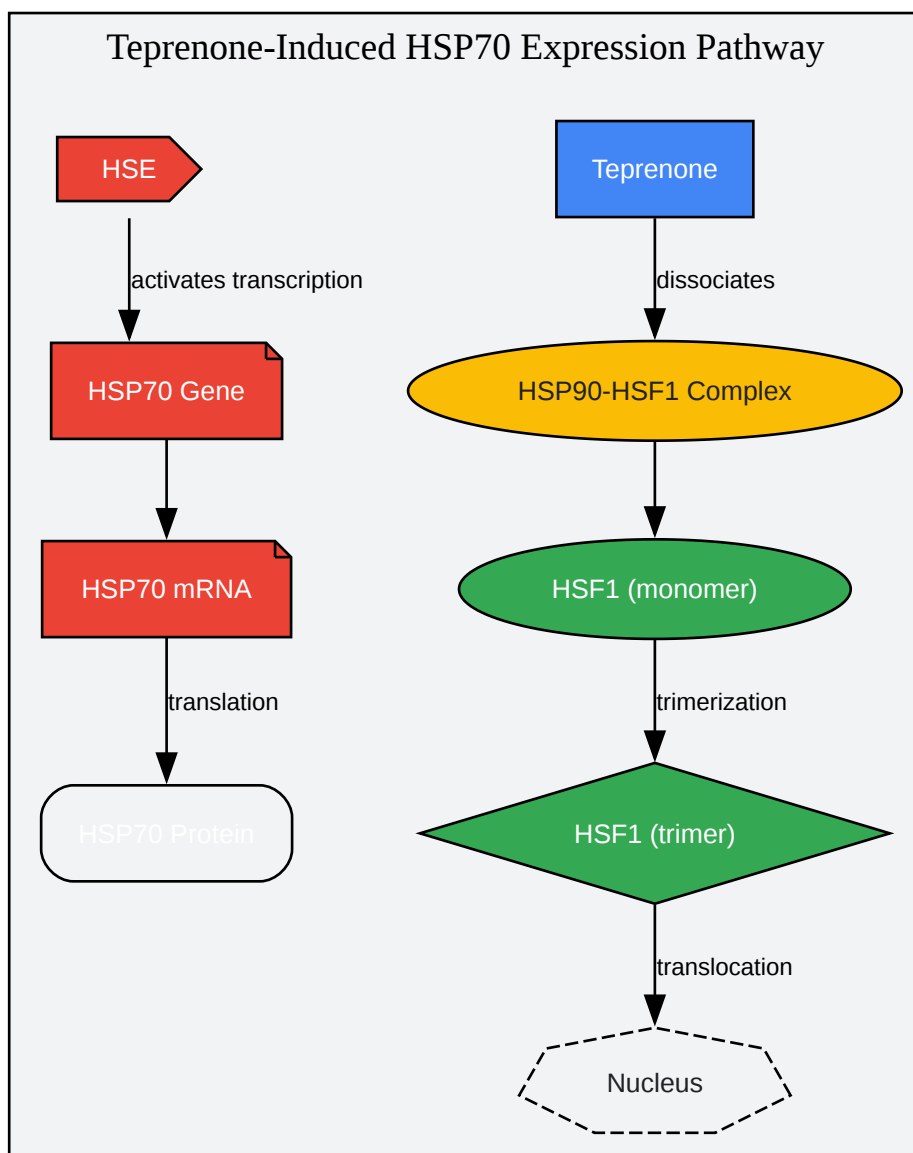 Teprenone-Induced HSP70 Expression Pathway
HSE
Teprenone
activates transcription
dissociates
HSP70 Gene
HSP90-HSF1 Complex
HSP70 mRNA
HSF1 (monomer)
translation
trimerization
HSP70 Protein
HSF1 (trimer)
translocation
Nucleus